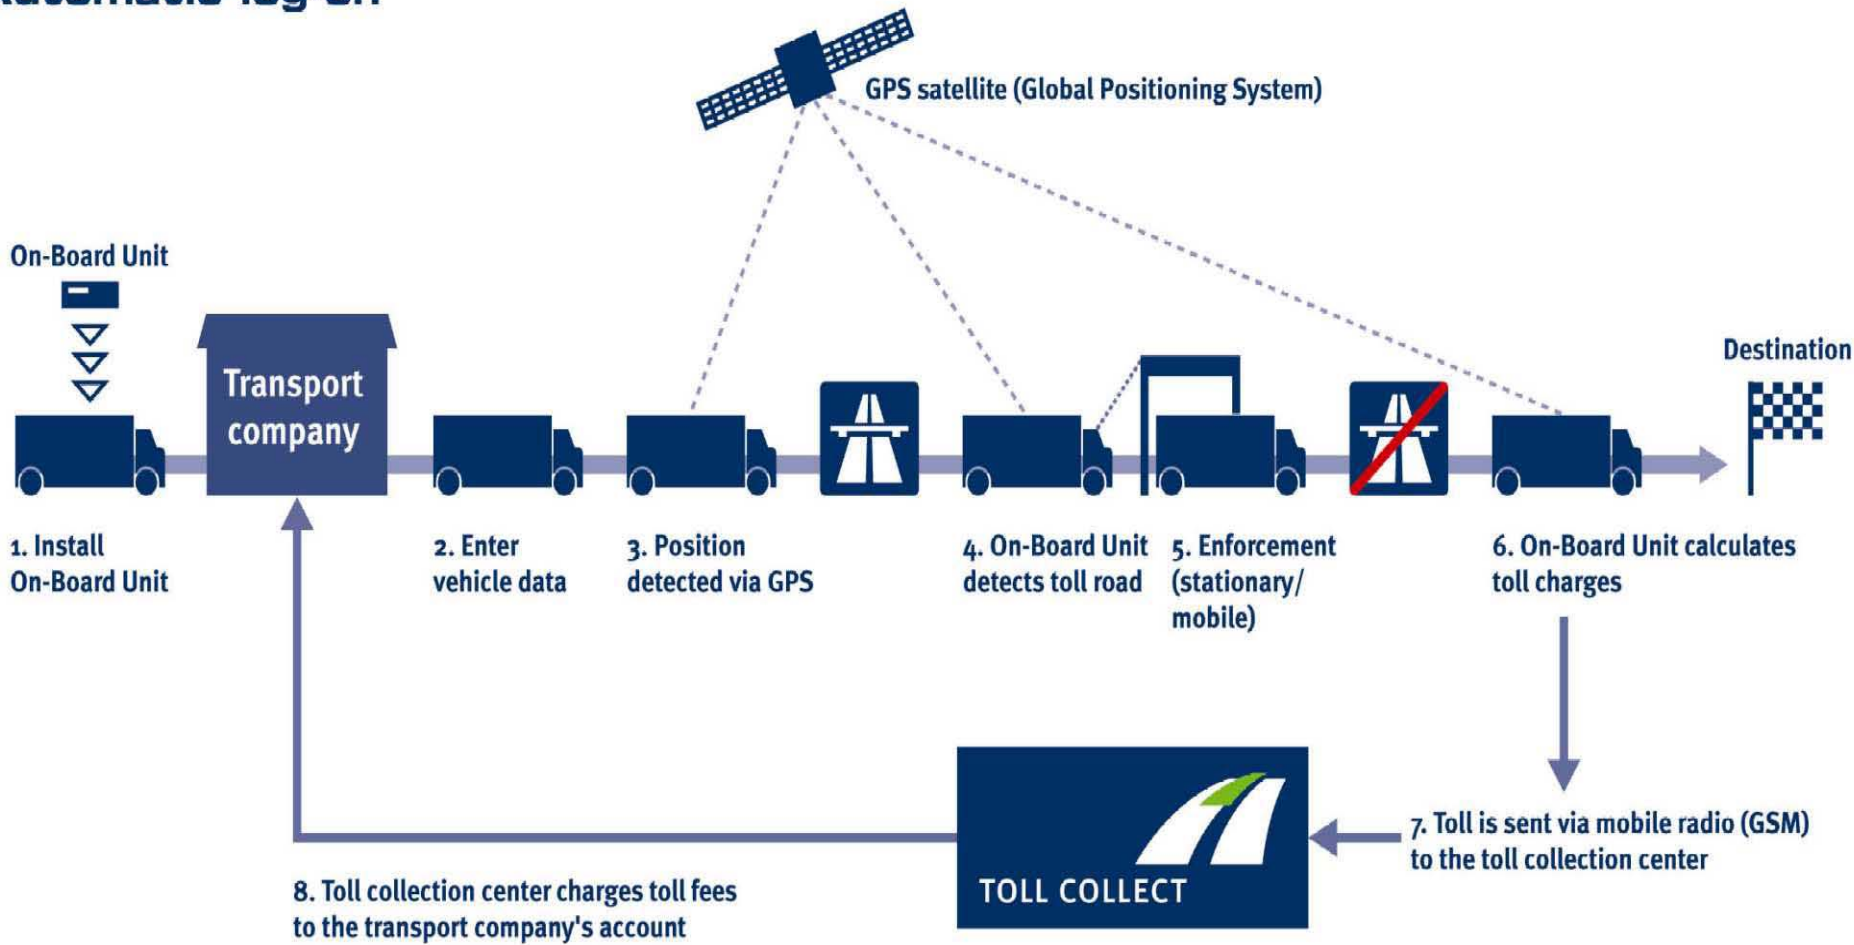 GPS satellite (Global Positioning System)
On-Board Unit
Destination
Transport
company
1. Install
On-Board Unit
2. Enter
vehicle data
3. Position
detected via GPS
4. On-Board Unit
detects toll road
5. Enforcement
(stationary/
mobile)
6. On-Board Unit calculates
toll charges
7. Toll is sent via mobile radio (GSM)
to the toll collection center
TOLL COLLECT
8. Toll collection center charges toll fees
to the transport company's account